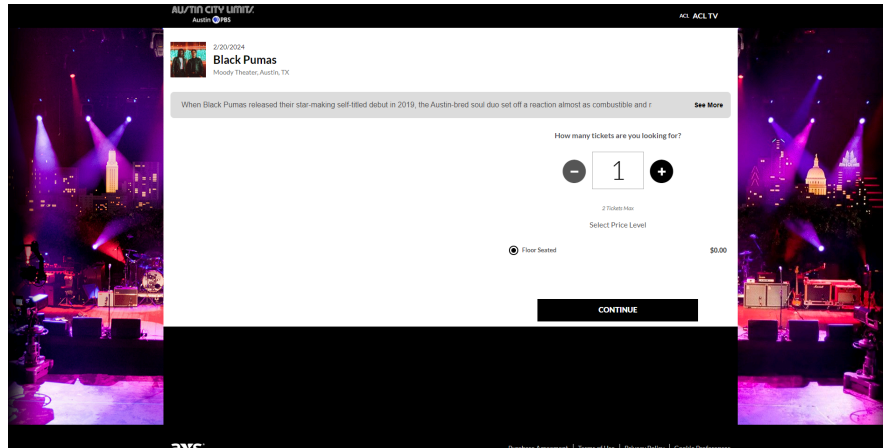 AUSTIN CITY LIMITS
Austin PBS
ACL ACL TV
2/20/2024
Black Pumas
Moody Theater, Austin, TX
When Black Pumas released their star-making self-titled debut in 2019, the Austin-bred soul duo set off a reaction almost as combustible and r See More
How many tickets are you looking for?
1
2 Tickets Max
Select Price Level
Floor Seated $0.00
CONTINUE
axs
Purchase Agreement | Terms of Use | Privacy Policy | Cookie Preferences